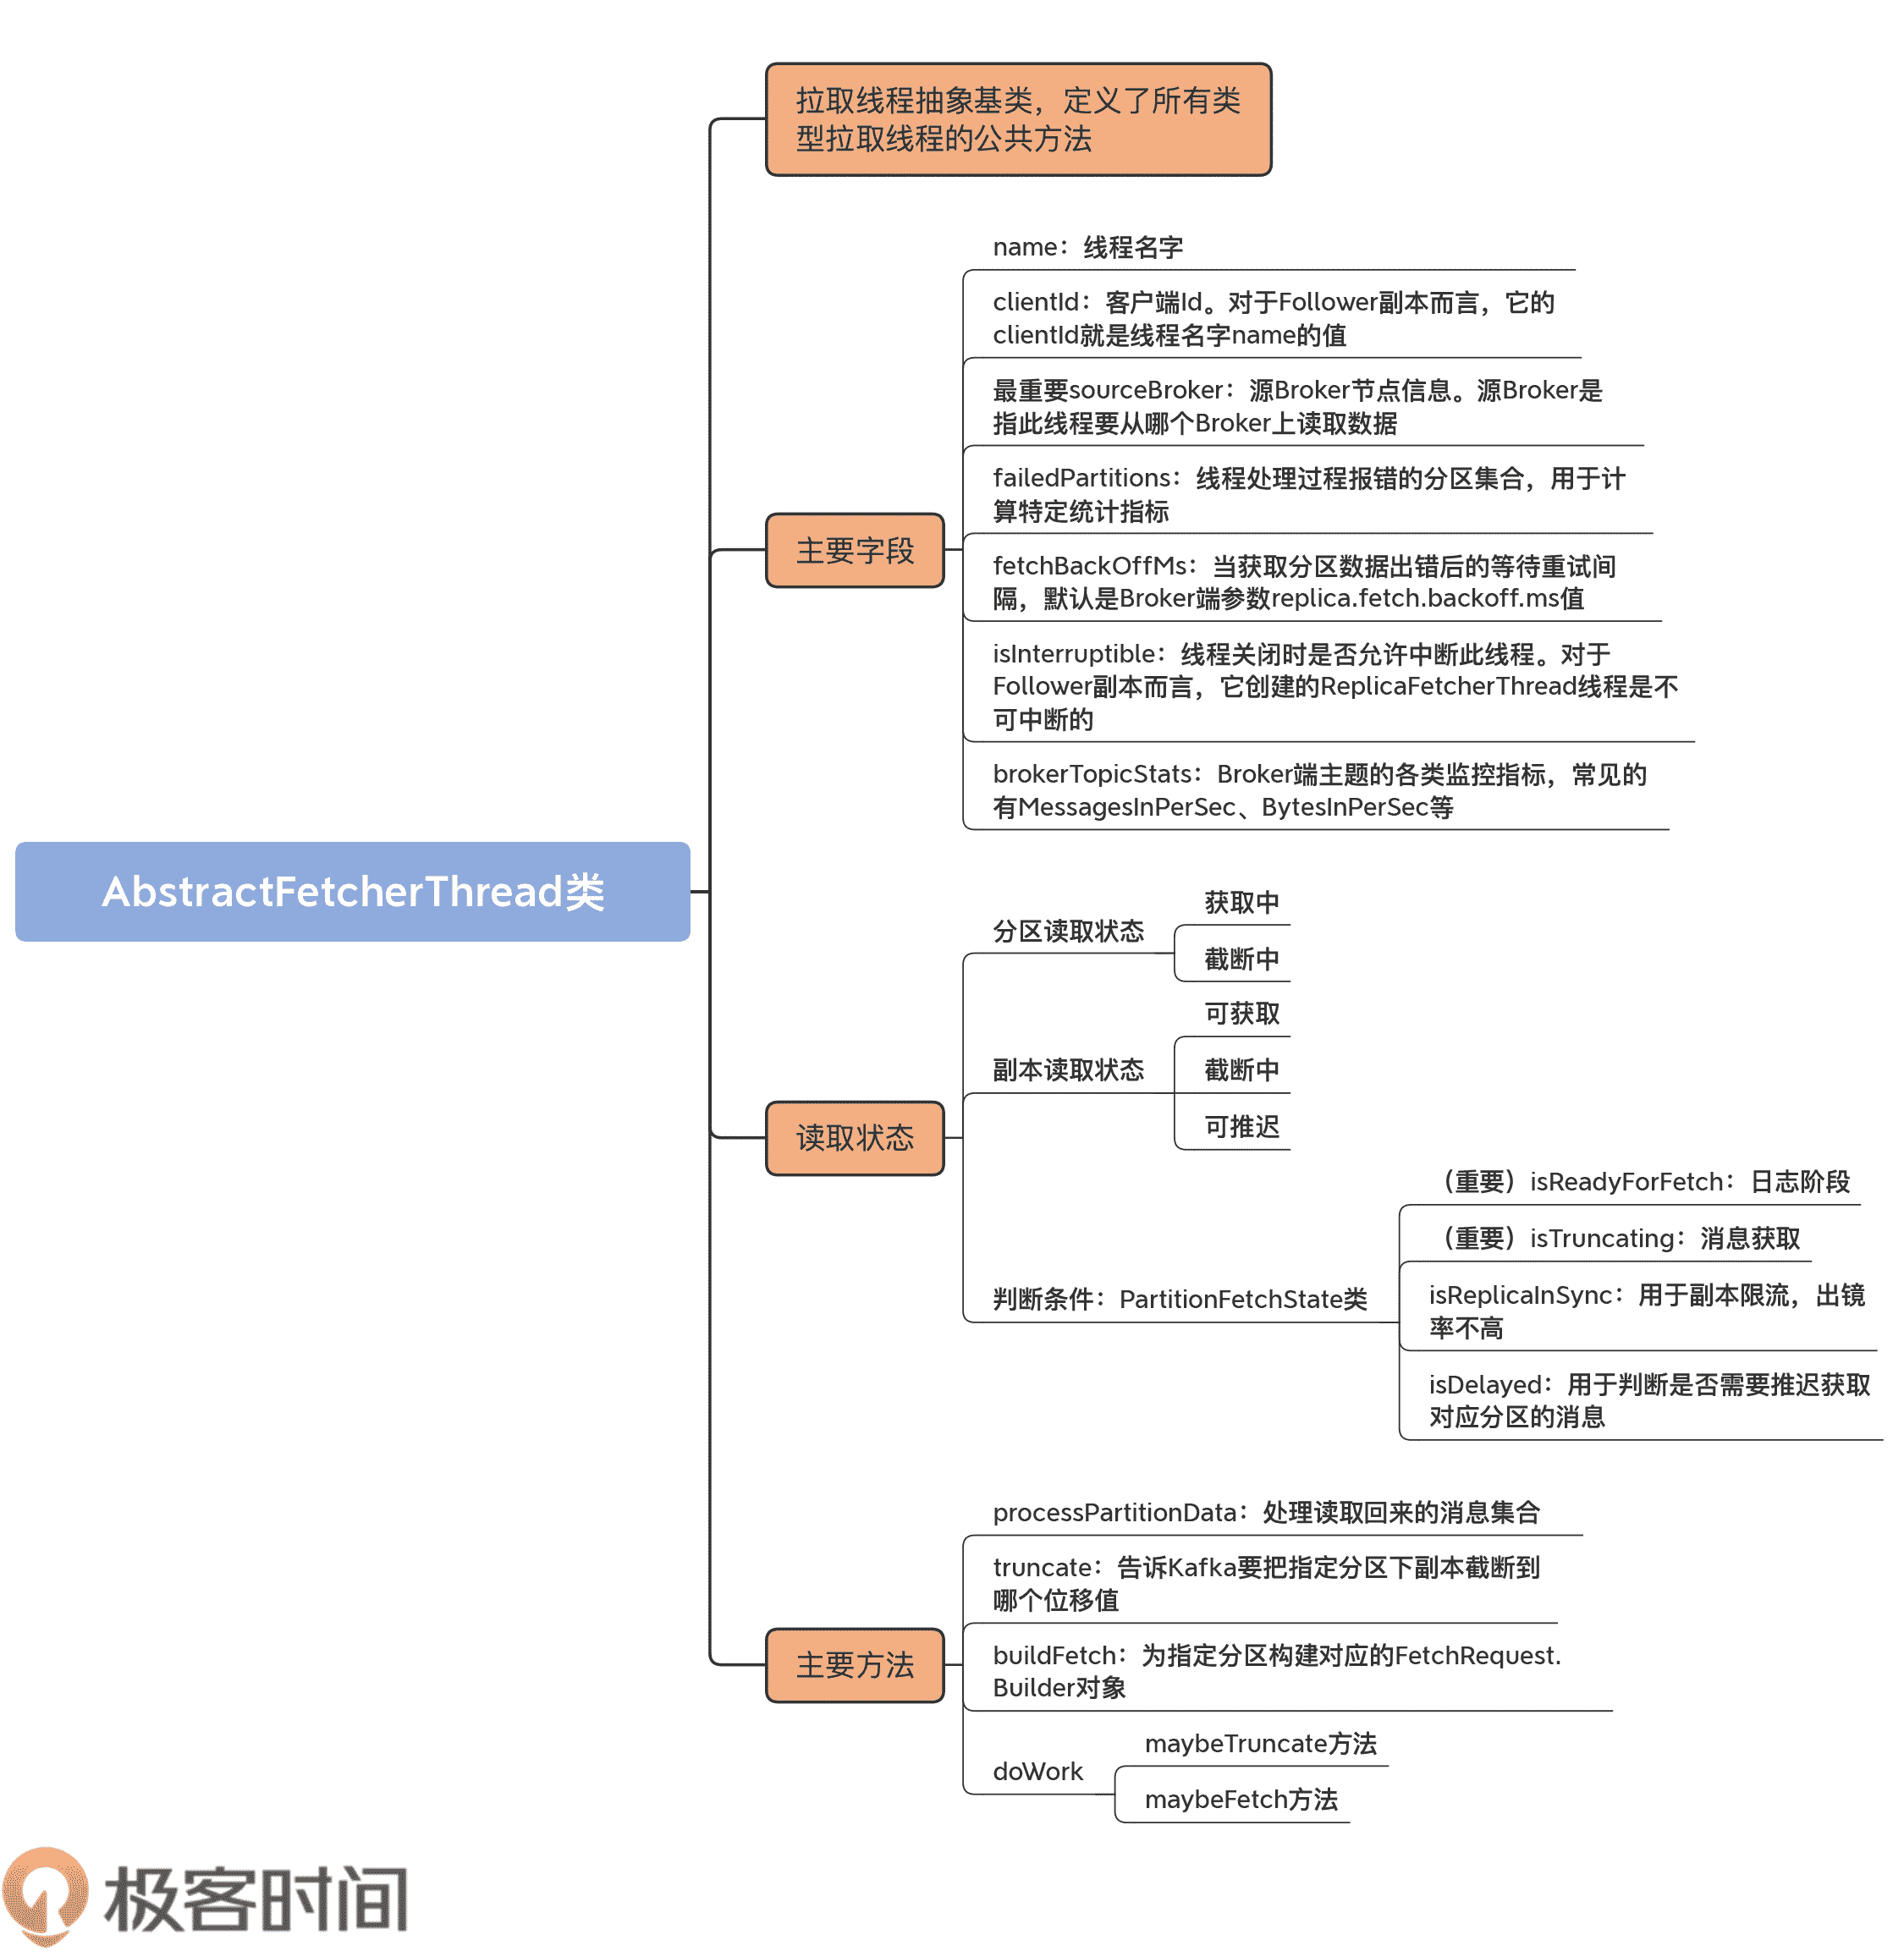 拉取线程抽象基类，定义了所有类
型拉取线程的公共方法
name：线程名字
clientId：客户端Id。对于Follower副本而言，它的
clientId就是线程名字name的值
最重要sourceBroker：源Broker节点信息。源Broker是
指此线程要从哪个Broker上读取数据
failedPartitions：线程处理过程报错的分区集合，用于计
算特定统计指标
主要字段
fetchBackOffMs：当获取分区数据出错后的等待重试间
隔，默认是Broker端参数replica.fetch.backoff.ms值
isInterruptible：线程关闭时是否允许中断此线程。对于
Follower副本而言，它创建的ReplicaFetcherThread线程是不
可中断的
brokerTopicStats：Broker端主题的各类监控指标，常见的
有MessagesInPerSec、BytesInPerSec等
AbstractFetcherThread类
分区读取状态
获取中
截断中
副本读取状态
可获取
截断中
可推迟
读取状态
判断条件：PartitionFetchState类
（重要）isReadyForFetch：日志阶段
（重要）isTruncating：消息获取
isReplicaInSync：用于副本限流，出镜
率不高
isDelayed：用于判断是否需要推迟获取
对应分区的消息
processPartitionData：处理读取回来的消息集合
truncate：告诉Kafka要把指定分区下副本截断到
哪个位移值
主要方法
buildFetch：为指定分区构建对应的FetchRequest.
Builder对象
doWork
maybeTruncate方法
maybeFetch方法
极客时间